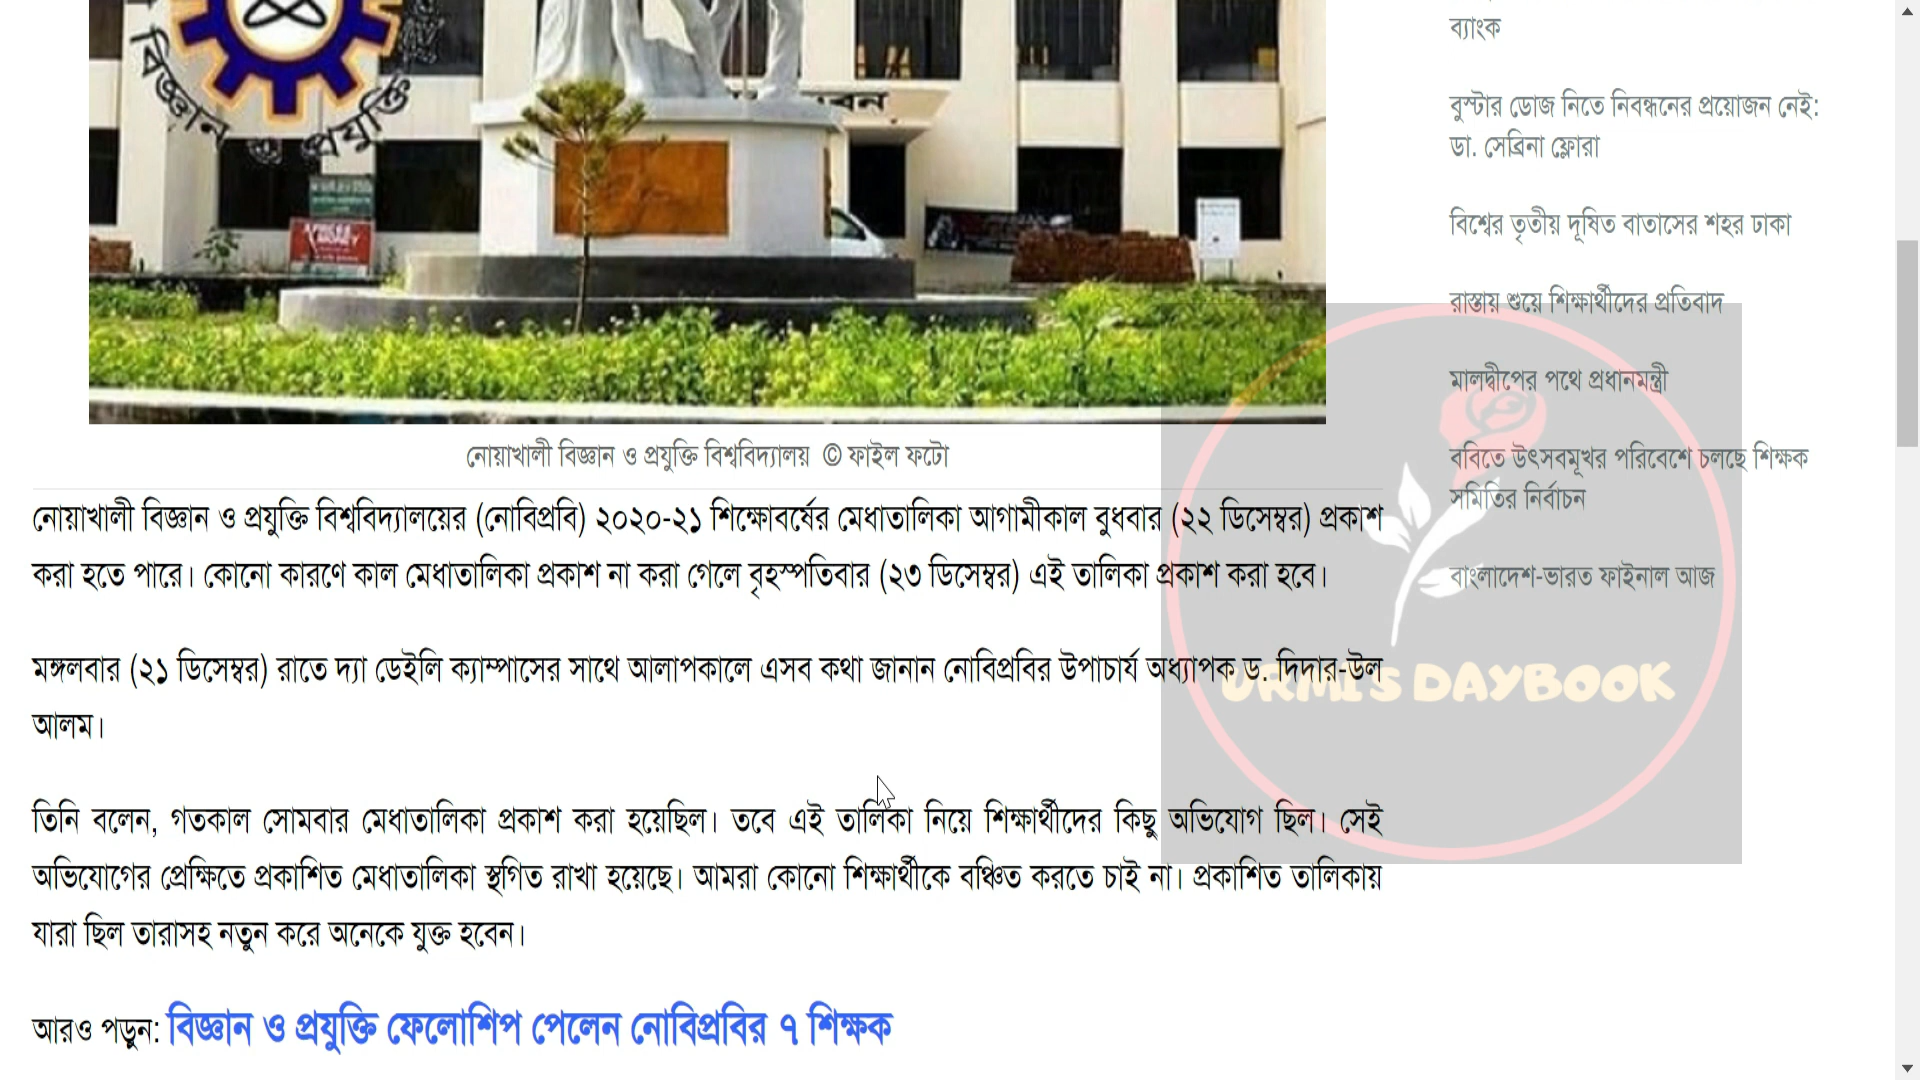 বিজ্ঞান ও প্রযুক্তি
নোয়াখালী বিজ্ঞান ও প্রযুক্তি বিশ্ববিদ্যালয় © ফাইল ফটো
নোয়াখালী বিজ্ঞান ও প্রযুক্তি বিশ্ববিদ্যালয়ের (নোবিপ্রবি) ২০২০-২১ শিক্ষোবর্ষের মেধাতালিকা আগামীকাল বুধবার (২২ ডিসেম্বর) প্রকাশ
করা হতে পারে। কোনো কারণে কাল মেধাতালিকা প্রকাশ না করা গেলে বৃহস্পতিবার (২৩ ডিসেম্বর) এই তালিকা প্রকাশ করা হবে।
মঙ্গলবার (২১ ডিসেম্বর) রাতে দ্যা ডেইলি ক্যাম্পাসের সাথে আলাপকালে এসব কথা জানান নোবিপ্রবির উপাচার্য অধ্যাপক ড. দিদার-উল
আলম।
তিনি বলেন, গতকাল সোমবার মেধাতালিকা প্রকাশ করা হয়েছিল। তবে এই তালিকা নিয়ে শিক্ষার্থীদের কিছু অভিযোগ ছিল। সেই
অভিযোগের প্রেক্ষিতে প্রকাশিত মেধাতালিকা স্থগিত রাখা হয়েছে। আমরা কোনো শিক্ষার্থীকে বঞ্চিত করতে চাই না। প্রকাশিত তালিকায়
যারা ছিল তারাসহ নতুন করে অনেকে যুক্ত হবেন।
আরও পড়ুন: বিজ্ঞান ও প্রযুক্তি ফেলোশিপ পেলেন নোবিপ্রবির ৭ শিক্ষক
ব্যাংক
বুস্টার ডোজ নিতে নিবন্ধনের প্রয়োজন নেই:
ডা. সেব্রিনা ফ্লোরা
বিশ্বের তৃতীয় দূষিত বাতাসের শহর ঢাকা
রাস্তায় শুয়ে শিক্ষার্থীদের প্রতিবাদ
মালদ্বীপের পথে প্রধানমন্ত্রী
ববিতে উৎসবমূখর পরিবেশে চলছে শিক্ষক
সমিতির নির্বাচন
বাংলাদেশ-ভারত ফাইনাল আজ
URMI'S DAYBOOK